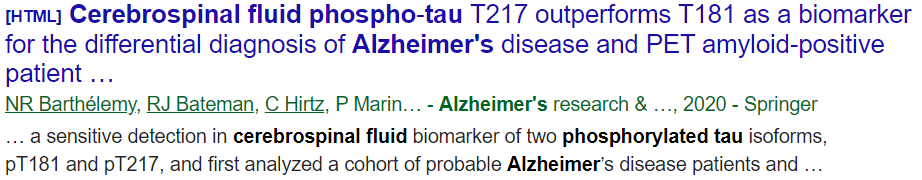 [HTML] Cerebrospinal fluid phospho-tau T217 outperforms T181 as a biomarker
for the differential diagnosis of Alzheimer's disease and PET amyloid-positive
patient …
NR Barthélemy, RJ Bateman, C Hirtz, P Marin… - Alzheimer's research & …, 2020 - Springer
… a sensitive detection in cerebrospinal fluid biomarker of two phosphorylated tau isoforms,
pT181 and pT217, and first analyzed a cohort of probable Alzheimer's disease patients and …